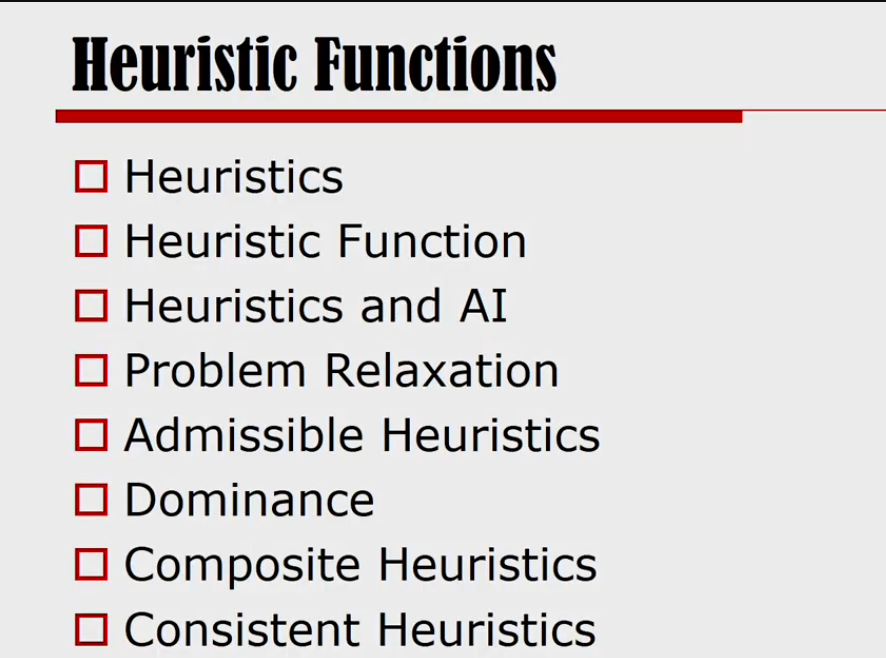 Heuristic Functions
Heuristics
Heuristic Function
Heuristics and AI
Problem Relaxation
Admissible Heuristics
Dominance
Composite Heuristics
Consistent Heuristics